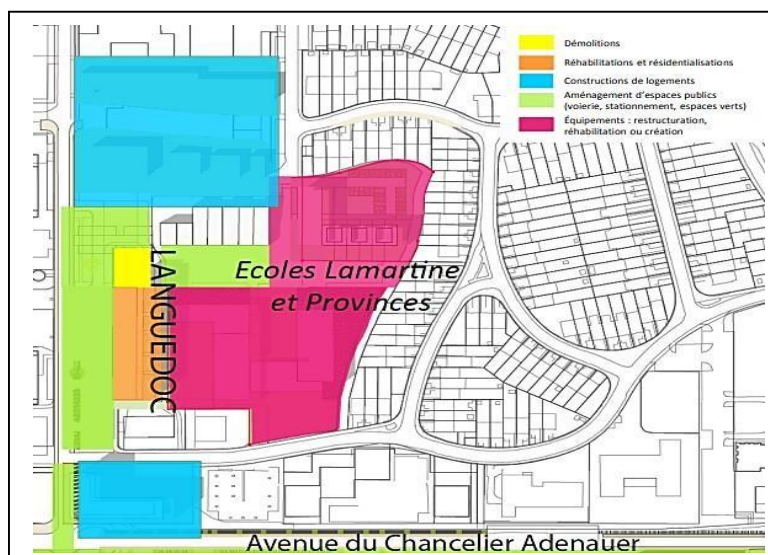 Démolitions
Réhabilitations et résidentialisations
Constructions de logements
Aménagement d'espaces publics
(voierie, stationnement, espaces verts)
Équipements : restructuration,
réhabilitation ou création
LANGUEDOC
Ecoles Lamartine
et Provinces
Avenue du Chancelier Adenauer